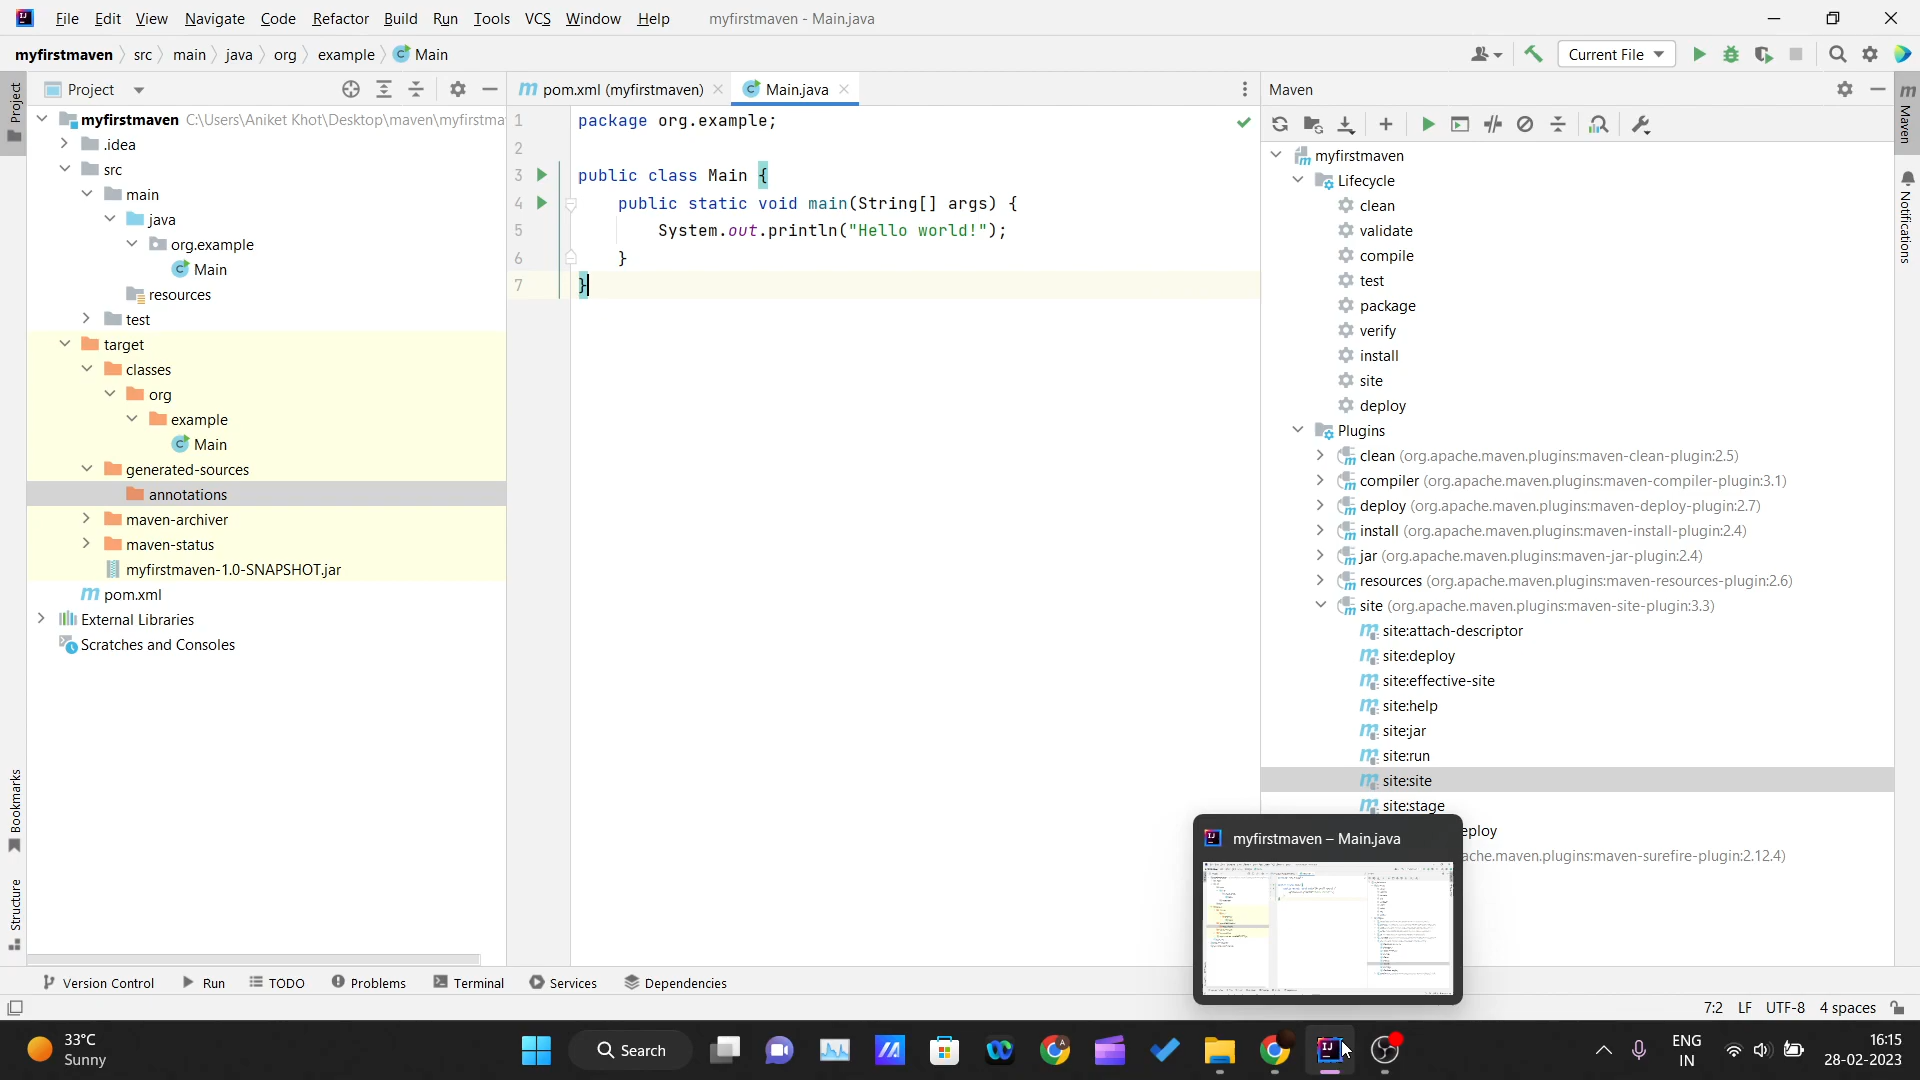 File Edit View Navigate Code Refactor Build Run Tools VCS Window Help myfirstmaven - Main.java
myfirstmaven src main java org example Main
Current File
Project
pom.xml (myfirstmaven) Main.java
Maven
Project
Maven
Notifications
myfirstmaven C:\Users\Aniket Khot\Desktop\maven\myfirstma
.idea
src
main
java
org.example
Main
resources
test
target
classes
org
example
Main
generated-sources
annotations
maven-archiver
maven-status
myfirstmaven-1.0-SNAPSHOT.jar
pom.xml
External Libraries
Scratches and Consoles
Bookmarks
Structure
1 package org.example;
2
3 public class Main {
4 public static void main(String[] args) {
5 System.out.println("Hello world!");
6 }
7 }
myfirstmaven
Lifecycle
clean
validate
compile
test
package
verify
install
site
deploy
Plugins
clean (org.apache.maven.plugins:maven-clean-plugin:2.5)
compiler (org.apache.maven.plugins:maven-compiler-plugin:3.1)
deploy (org.apache.maven.plugins:maven-deploy-plugin:2.7)
install (org.apache.maven.plugins:maven-install-plugin:2.4)
jar (org.apache.maven.plugins:maven-jar-plugin:2.4)
resources (org.apache.maven.plugins:maven-resources-plugin:2.6)
site (org.apache.maven.plugins:maven-site-plugin:3.3)
site:attach-descriptor
site:deploy
site:effective-site
site:help
site:jar
site:run
site:site
site:stage
eploy
ache.maven.plugins:maven-surefire-plugin:2.12.4)
myfirstmaven – Main.java
Version Control Run TODO Problems Terminal Services Dependencies
7:2 LF UTF-8 4 spaces
33°C
Sunny
Search
ENG
IN
16:15
28-02-2023